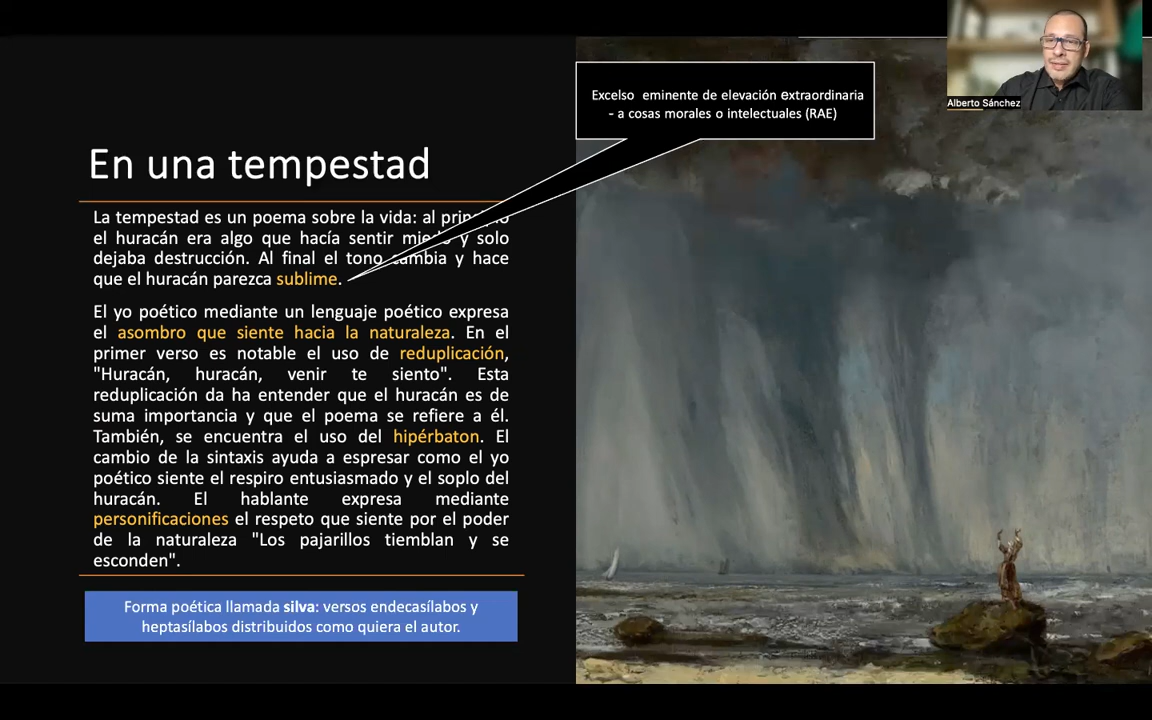 Excelso eminente de elevación extraordinaria
- a cosas morales o intelectuales (RAE)
Alberto Sánchez
En una tempestad
La tempestad es un poema sobre la vida: al principio
el huracán era algo que hacía sentir miedo y solo
dejaba destrucción. Al final el tono cambia y hace
que el huracán parezca sublime.
El yo poético mediante un lenguaje poético expresa
el asombro que siente hacia la naturaleza. En el
primer verso es notable el uso de reduplicación,
"Huracán, huracán, venir te siento". Esta
reduplicación da ha entender que el huracán es de
suma importancia y que el poema se refiere a él.
También, se encuentra el uso del hipérbaton. El
cambio de la sintaxis ayuda a espresar como el yo
poético siente el respiro entusiasmado y el soplo del
huracán. El hablante expresa mediante
personificaciones el respeto que siente por el poder
de la naturaleza "Los pajarillos tiemblan y se
esconden".
Forma poética llamada silva: versos endecasílabos y
heptasílabos distribuidos como quiera el autor.